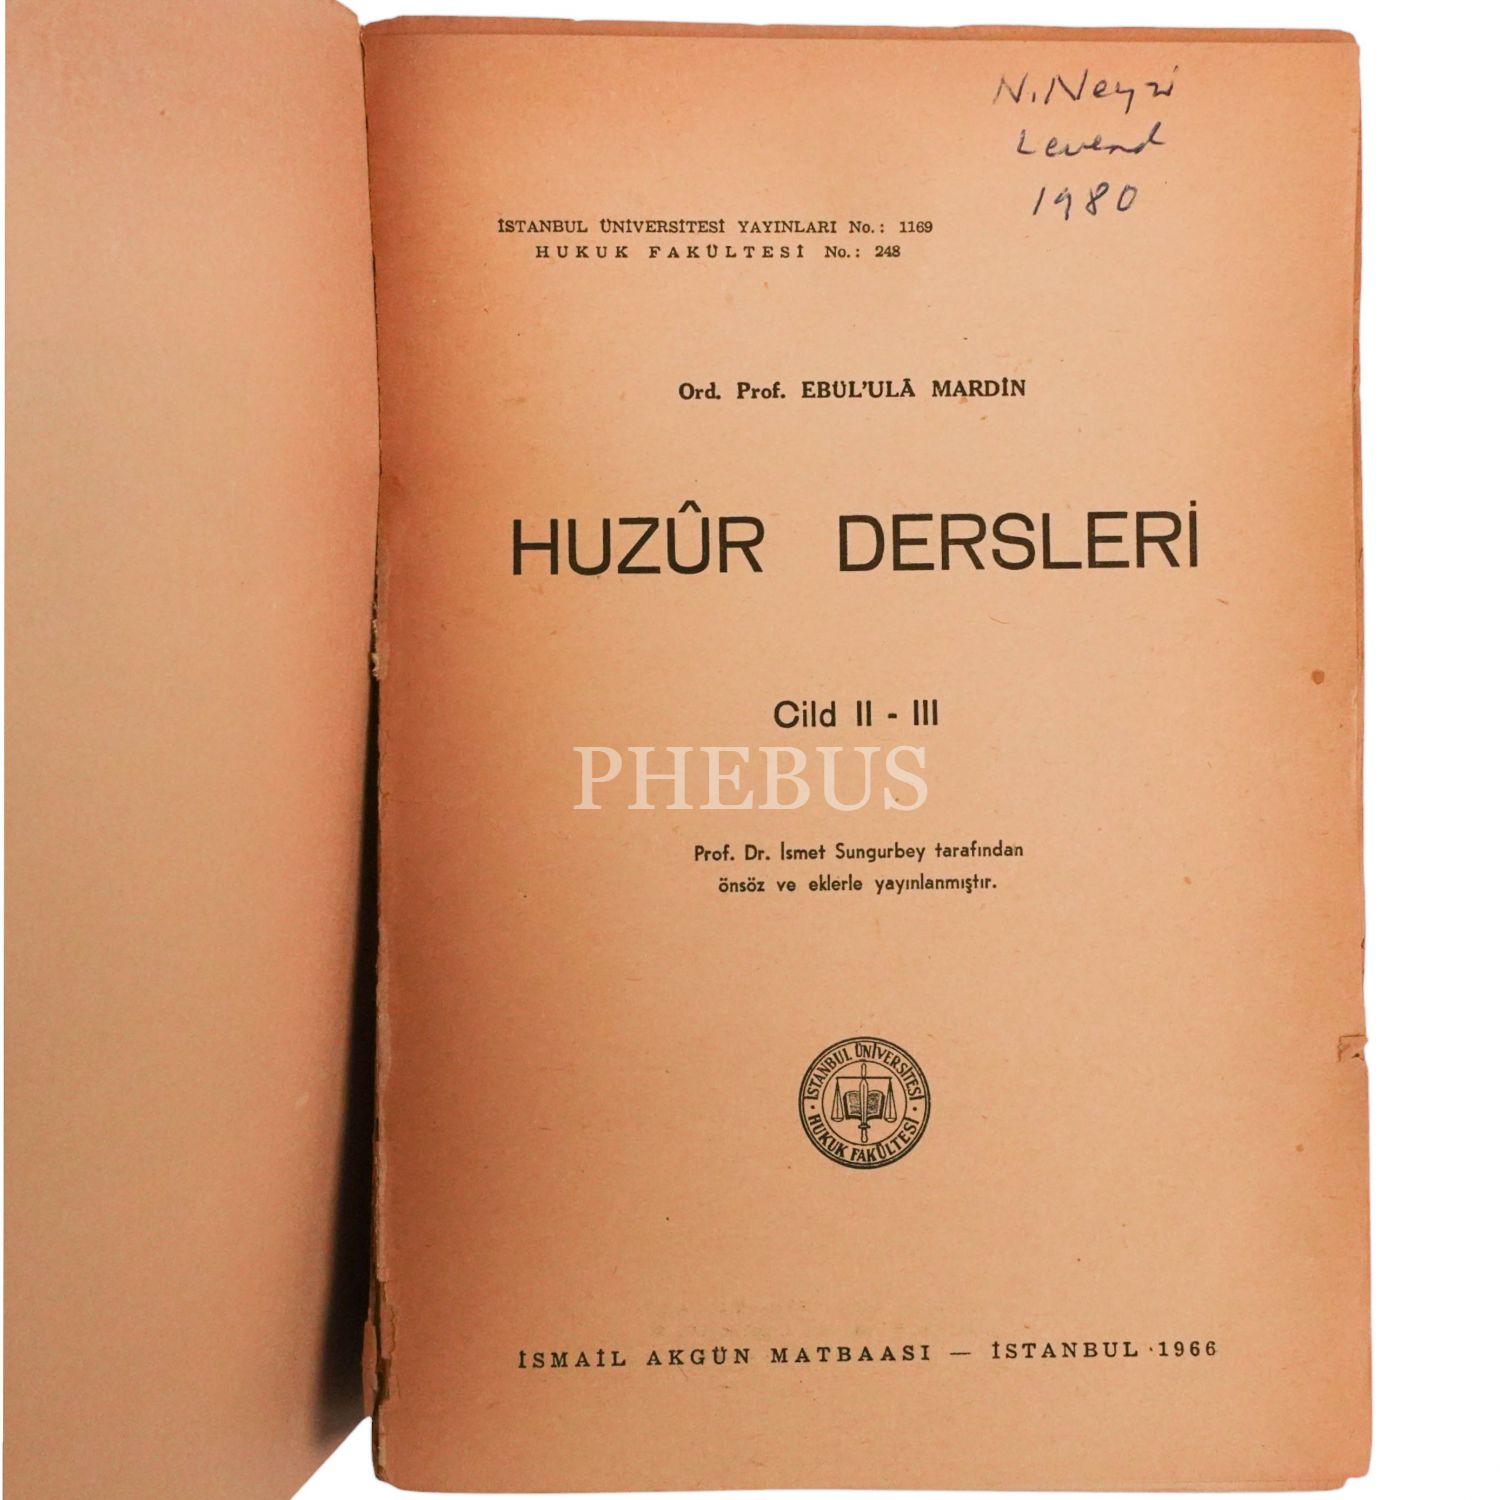 N. Neyzi
Levend
1980
İSTANBUL ÜNİVERSİTESİ YAYINLARI No.: 1169
HUKUK FAKÜLTESİ No.: 248
Ord. Prof. EBÜL'ULÂ MARDİN
HUZÛR DERSLERİ
Cild II - III
PHEBUS
Prof. Dr. İsmet Sungurbey tarafından
önsöz ve eklerle yayınlanmıştır.
İSTANBUL ÜNİVERSİTESİ
HUKUK FAKÜLTESİ
İSMAİL AKGÜN MATBAASI — İSTANBUL 1966